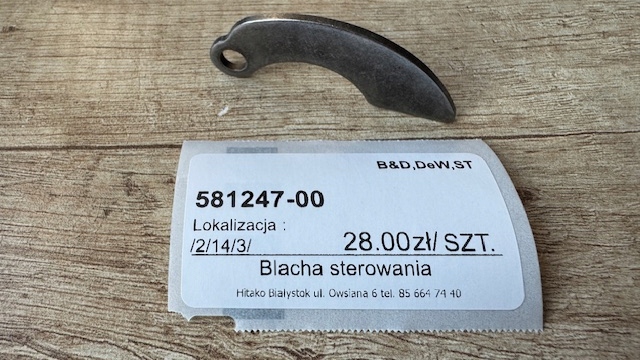 B&D,DeW,ST
581247-00
Lokalizacja :
/2/14/3/ 28.00zł/ SZT.
Blacha sterowania
Hitako Białystok ul. Owsiana 6 tel. 85 664 74 40